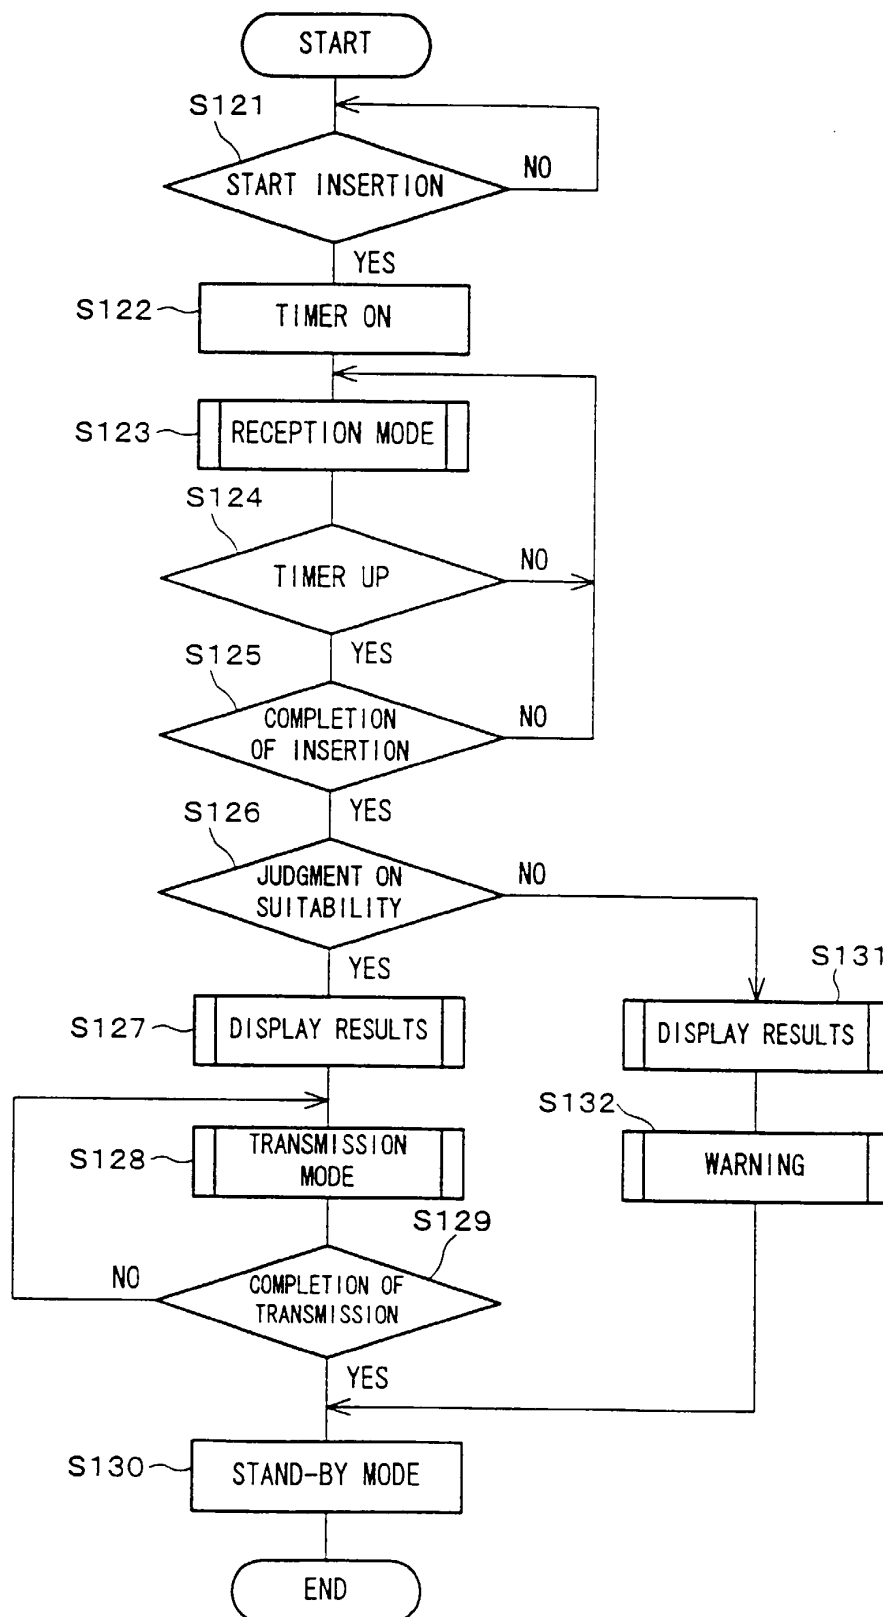 START
S121
START INSERTION
NO
YES
S122
TIMER ON
S123
RECEPTION MODE
S124
TIMER UP
NO
YES
S125
COMPLETION
OF INSERTION
NO
YES
S126
JUDGMENT ON
SUITABILITY
NO
YES
S127
DISPLAY RESULTS
S131
DISPLAY RESULTS
S128
TRANSMISSION
MODE
S132
WARNING
S129
COMPLETION OF
TRANSMISSION
NO
YES
S130
STAND-BY MODE
END